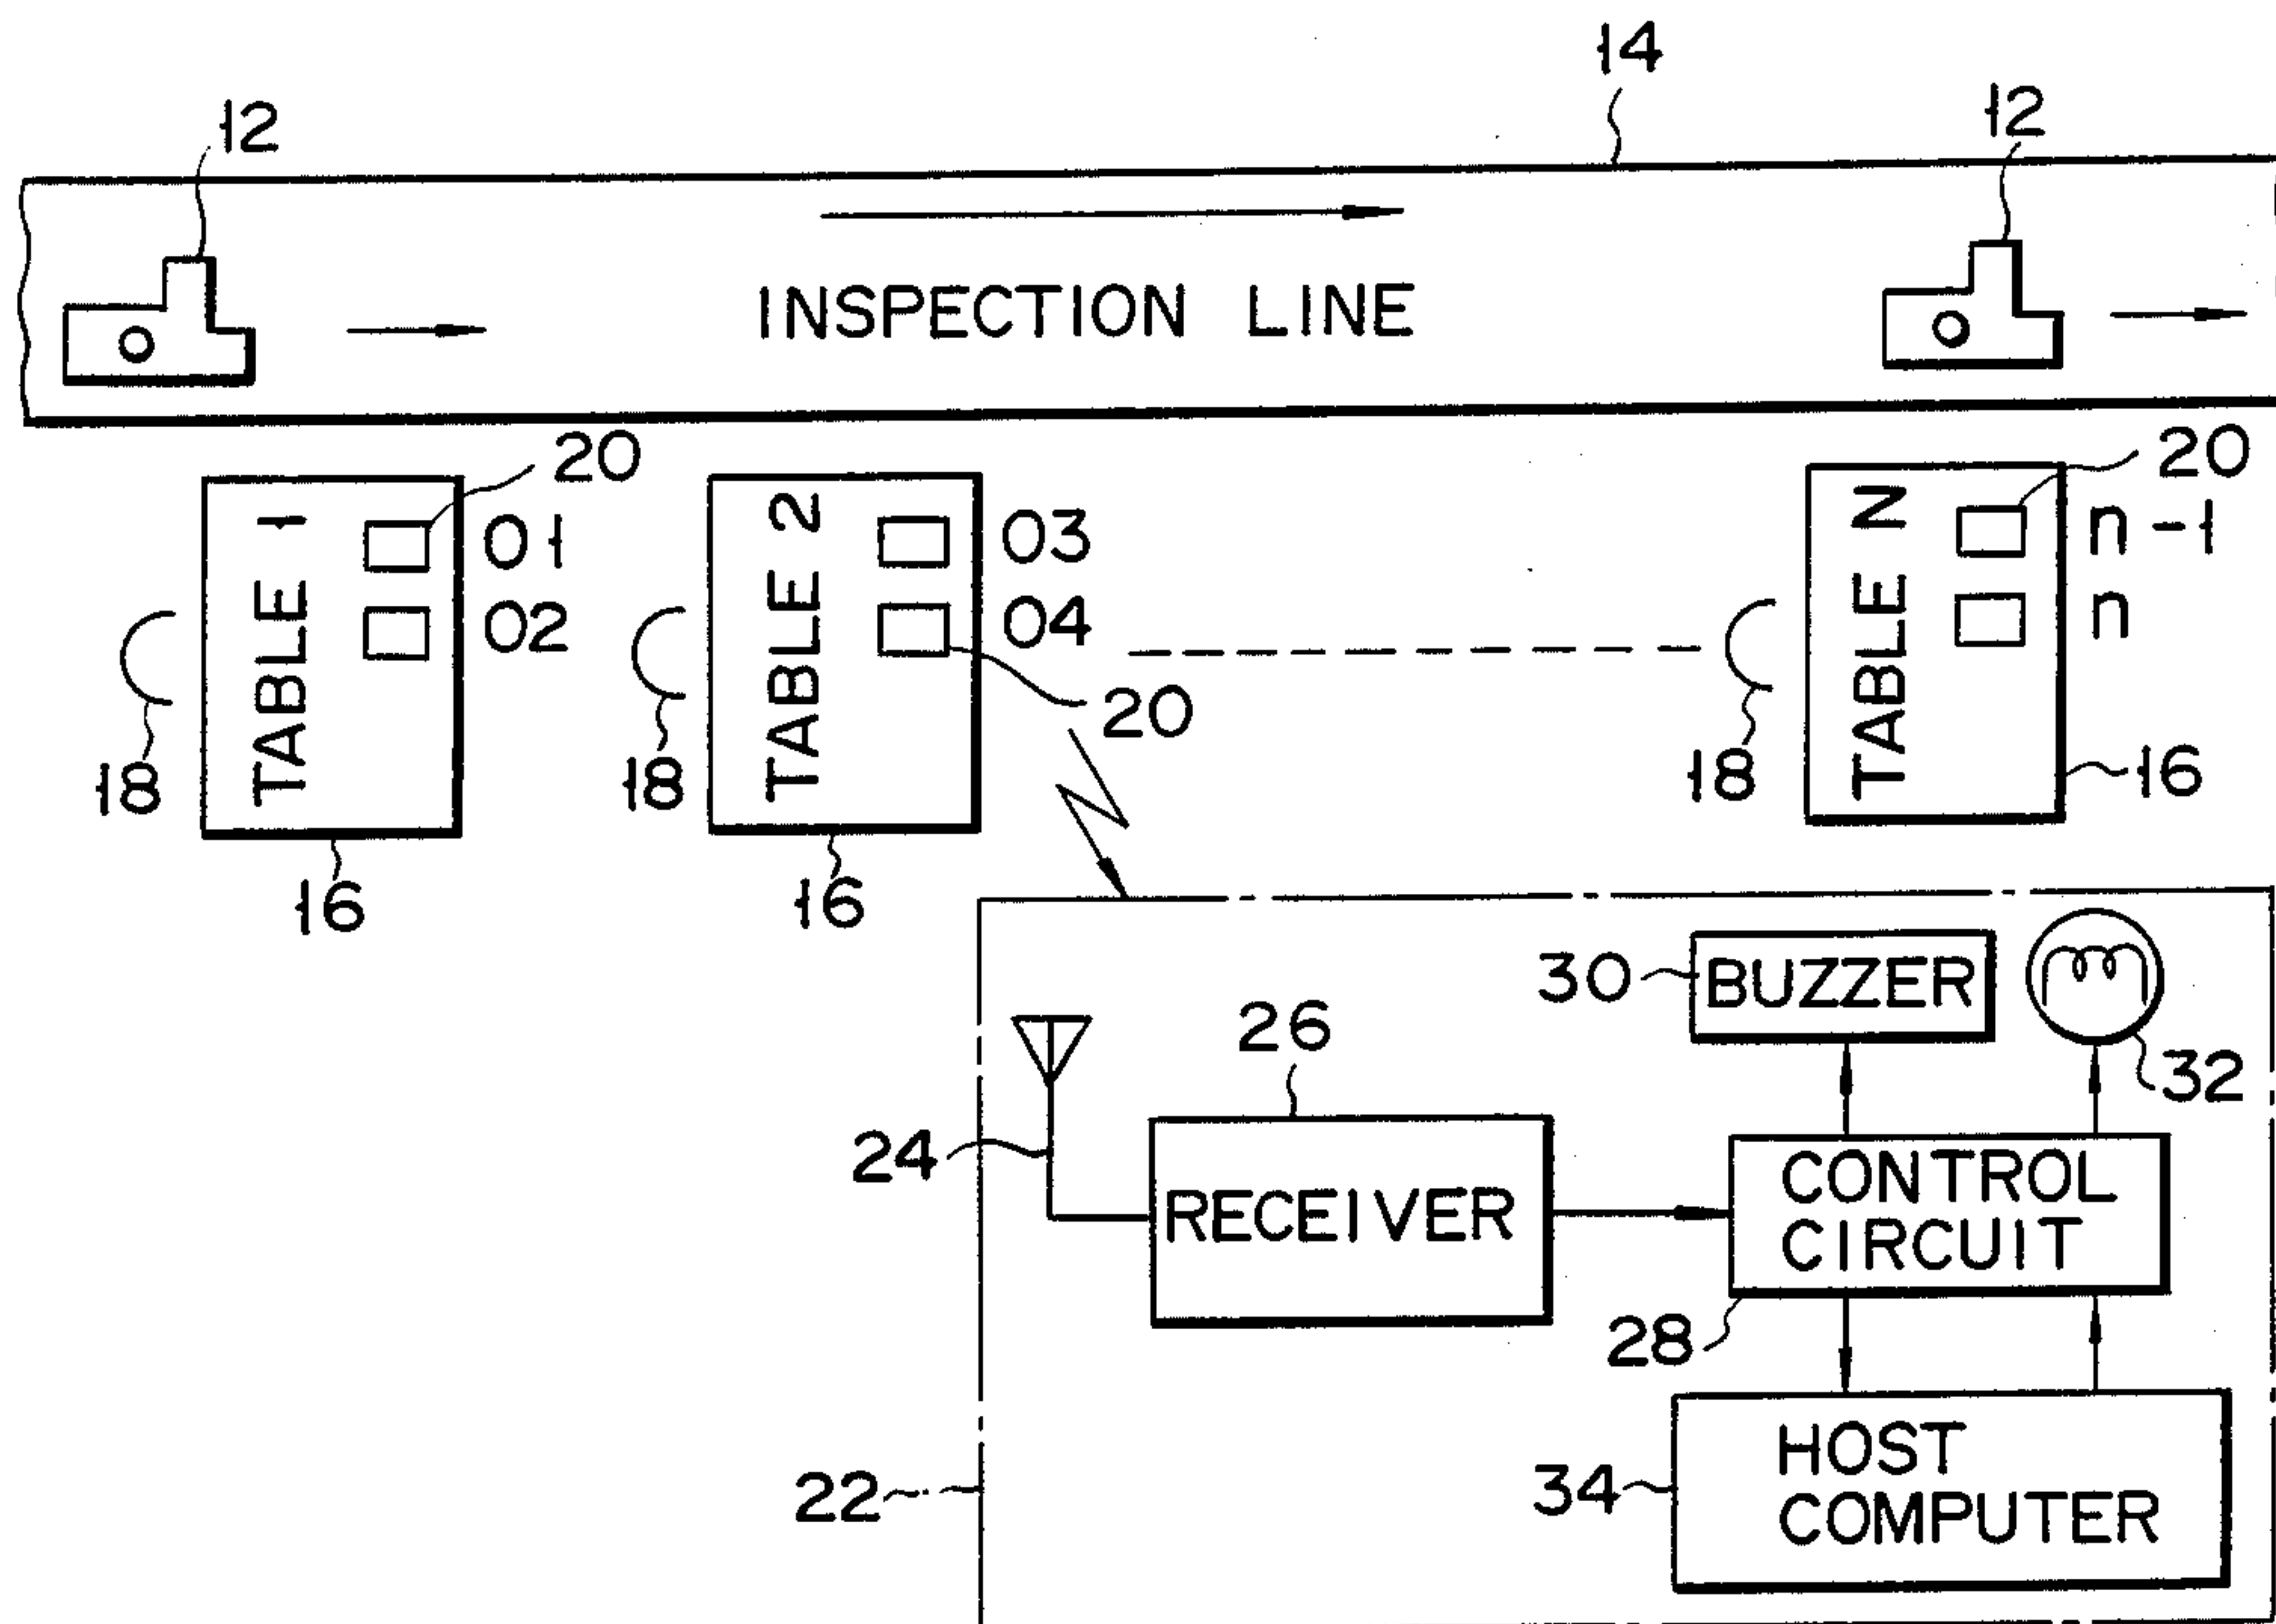 14
12
12
INSPECTION LINE
20
20
TABLE 1
01
02
TABLE 2
03
04
TABLE N
n-1
n
20
18
18
18
16
16
16
30
BUZZER
32
26
24
RECEIVER
CONTROL
CIRCUIT
28
22
34
HOST
COMPUTER